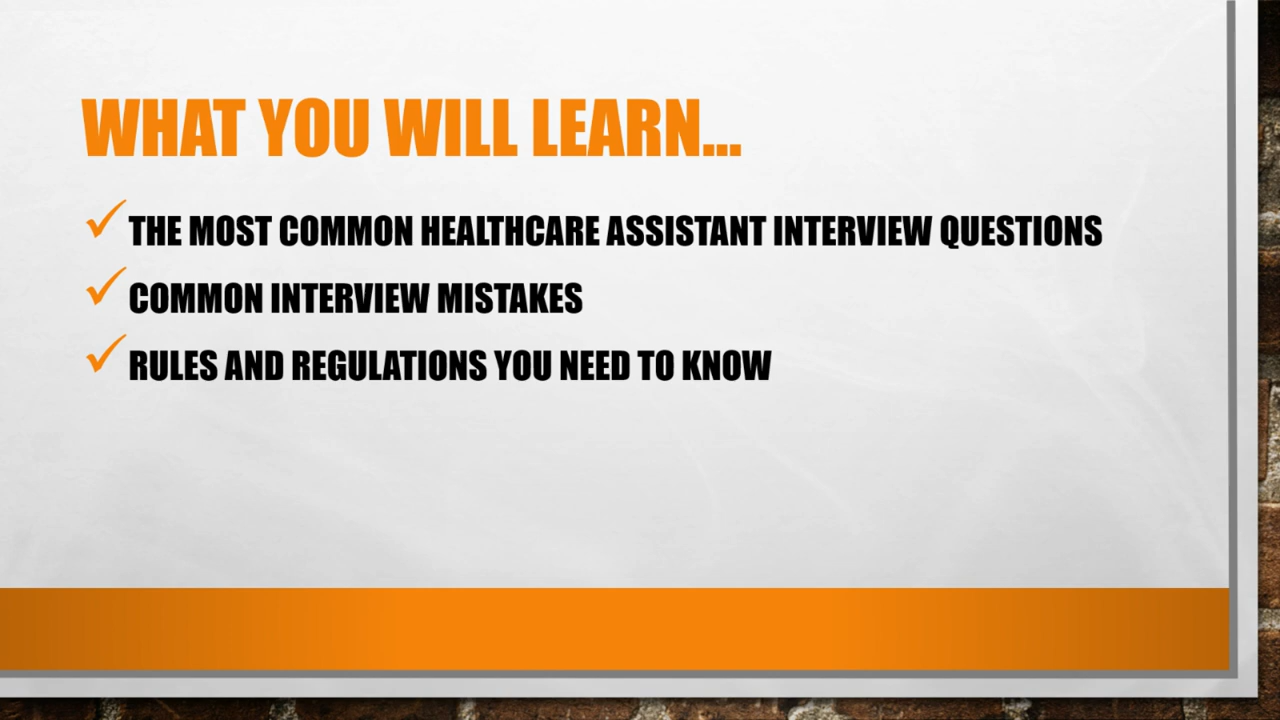 WHAT YOU WILL LEARN...
THE MOST COMMON HEALTHCARE ASSISTANT INTERVIEW QUESTIONS
COMMON INTERVIEW MISTAKES
RULES AND REGULATIONS YOU NEED TO KNOW